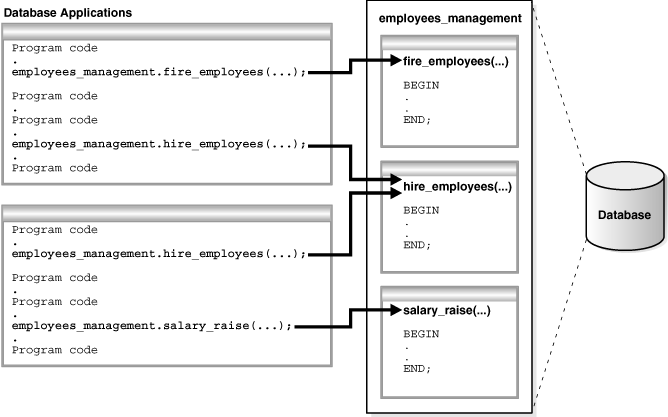 Database Applications
Program code
.
employees_management.fire_employees(...);
Program code
.
Program code
.
employees_management.hire_employees(...);
.
Program code
Program code
.
employees_management.hire_employees(...);
.
Program code
.
Program code
.
employees_management.salary_raise(...);
.
Program code
employees_management
fire_employees(...)
BEGIN
.
.
END;
hire_employees(...)
BEGIN
.
.
END;
salary_raise(...)
BEGIN
.
.
END;
Database